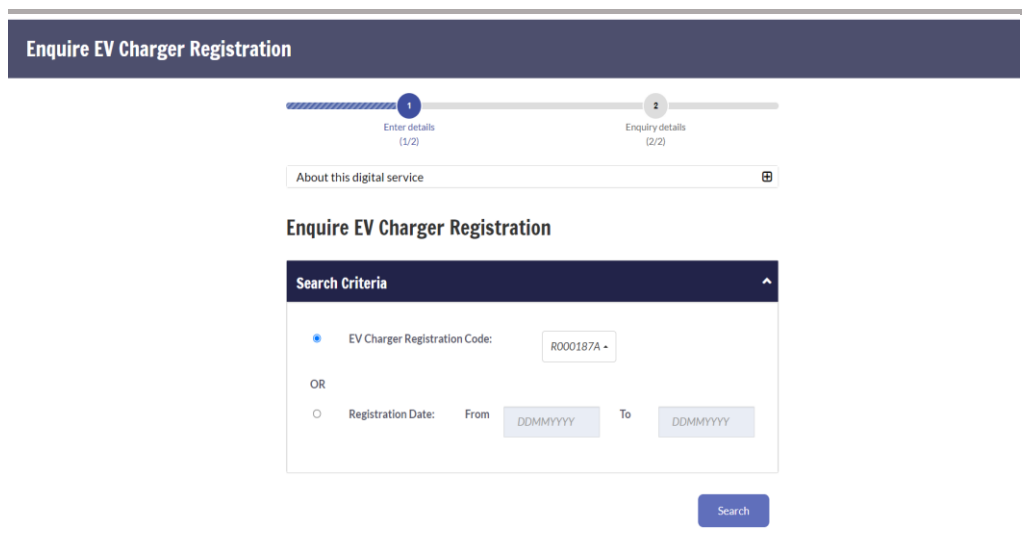 Enquire EV Charger Registration
1
2
Enter details
(1/2)
Enquiry details
(2/2)
About this digital service
Enquire EV Charger Registration
Search Criteria
EV Charger Registration Code: R000187A
OR
Registration Date: From DDMMYYYY To DDMMYYYY
Search